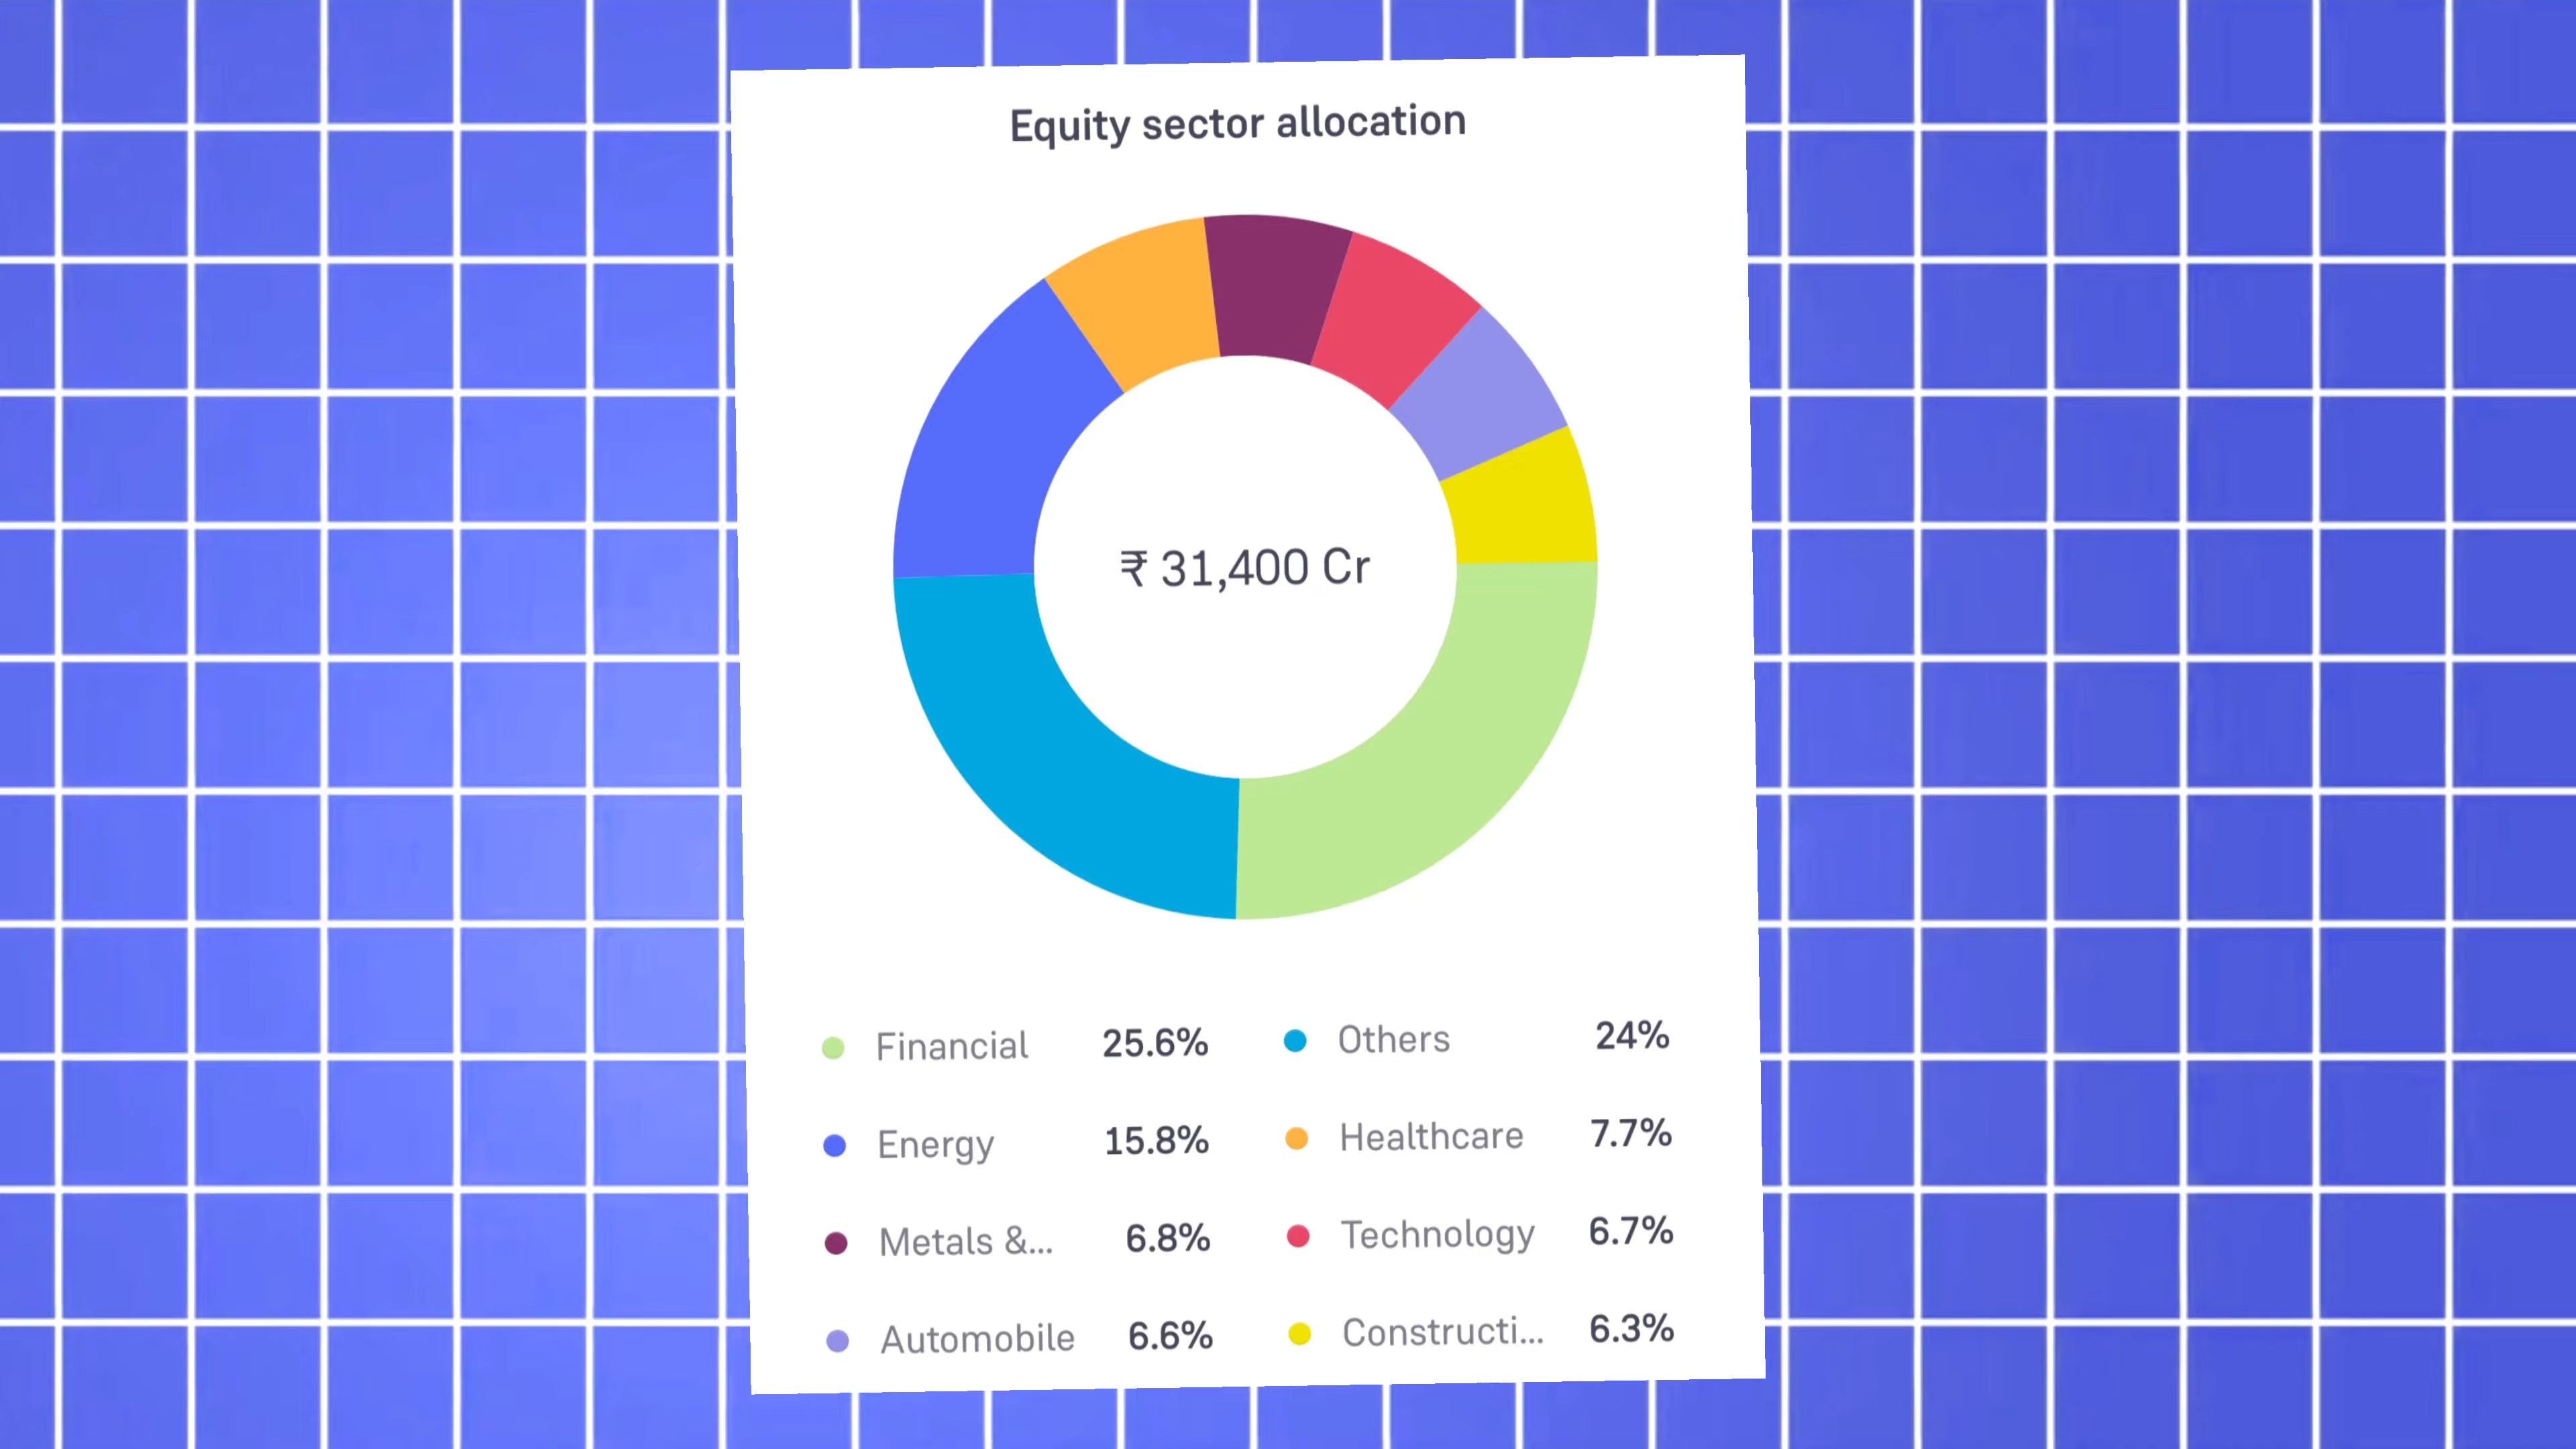 Equity sector allocation
₹ 31,400 Cr
Financial 25.6% Others 24%
Energy 15.8% Healthcare 7.7%
Metals &... 6.8% Technology 6.7%
Automobile 6.6% Constructi... 6.3%